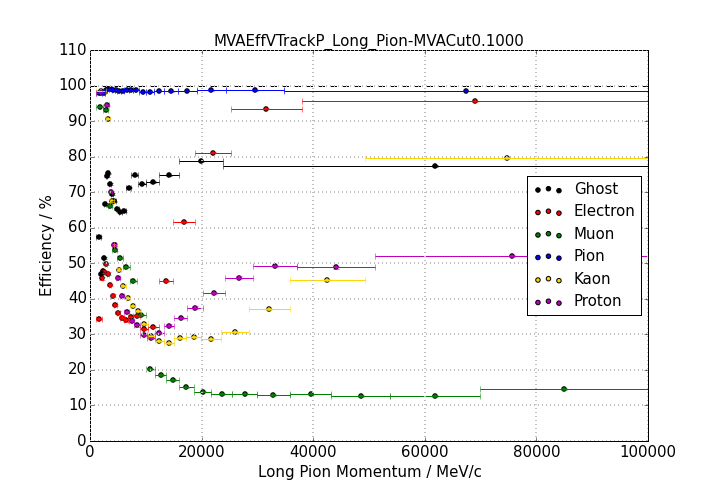 MVAEffVTrackP_Long_Pion-MVACut0.1000
110
100
90
80
70
60
50
40
30
20
10
0
Efficiency / %
Ghost
Electron
Muon
Pion
Kaon
Proton
0 20000 40000 60000 80000 100000
Long Pion Momentum / MeV/c